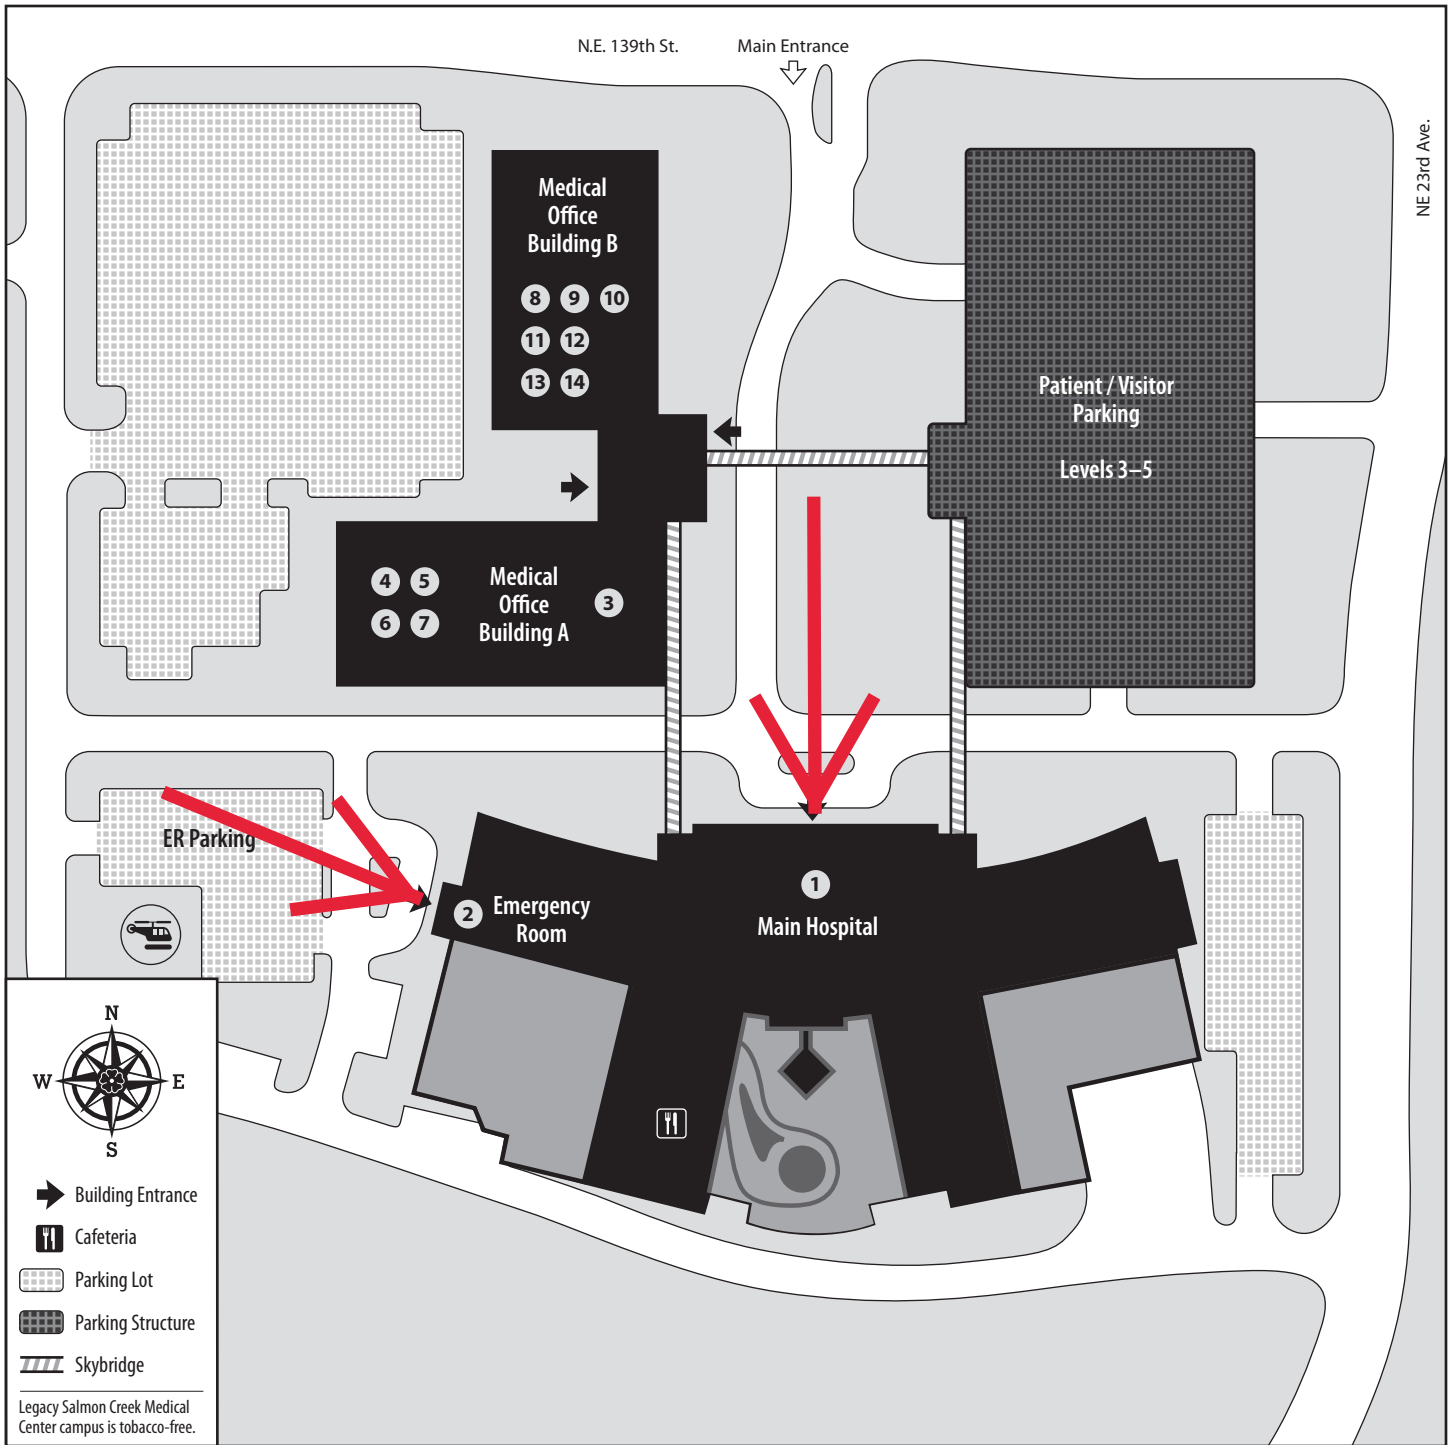 N.E. 139th St.
Main Entrance
NE 23rd Ave.
Medical
Office
Building B
8 9 10
11 12
13 14
Patient / Visitor
Parking
Levels 3–5
4 5
6 7
Medical
Office
Building A
3
ER Parking
2
Emergency
Room
1
Main Hospital
N
W E
S
Building Entrance
Cafeteria
Parking Lot
Parking Structure
Skybridge
Legacy Salmon Creek Medical
Center campus is tobacco-free.